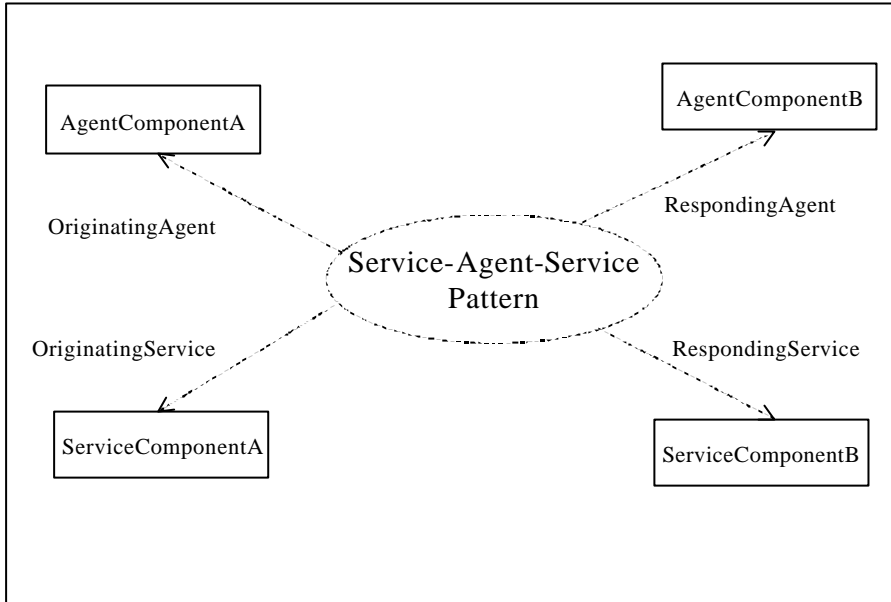 AgentComponentA
AgentComponentB
OriginatingAgent
RespondingAgent
Service-Agent-Service
Pattern
OriginatingService
RespondingService
ServiceComponentA
ServiceComponentB